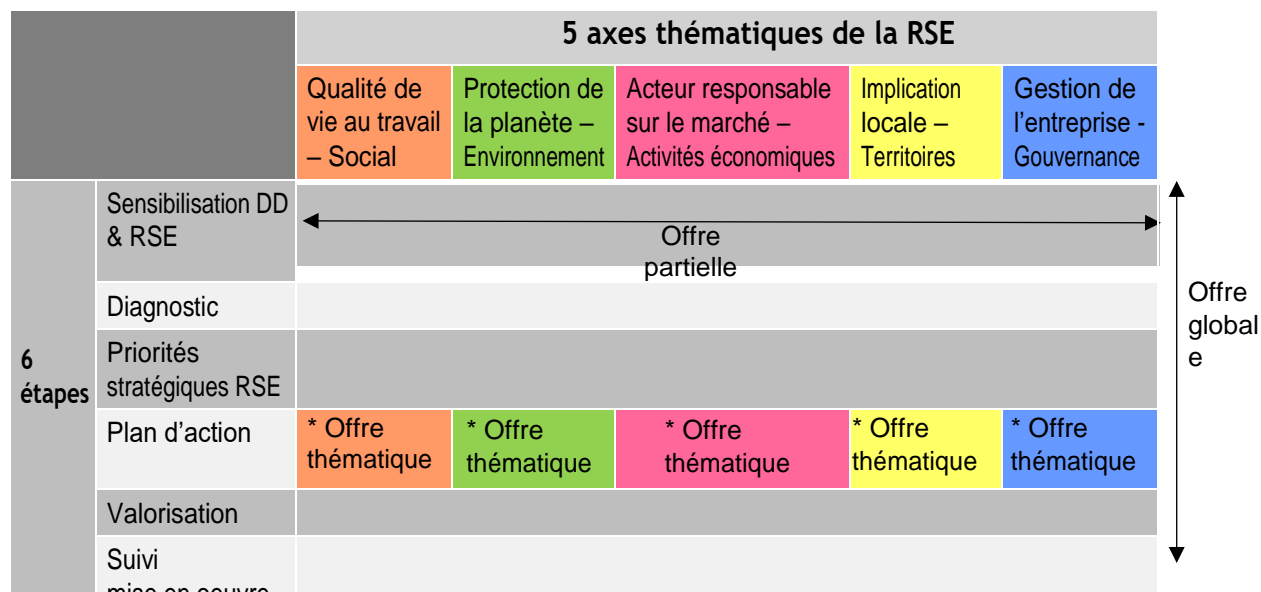 5 axes thématiques de la RSE
Qualité de
vie au travail
– Social
Protection de
la planète –
Environnement
Acteur responsable
sur le marché –
Activités économiques
Implication
locale –
Territoires
Gestion de
l'entreprise -
Gouvernance
6
étapes
Sensibilisation DD
& RSE
Offre
partielle
Diagnostic
Priorités
stratégiques RSE
Plan d'action
* Offre
thématique
* Offre
thématique
* Offre
thématique
* Offre
thématique
* Offre
thématique
Valorisation
Suivi
mise en oeuvre
Offre
global
e